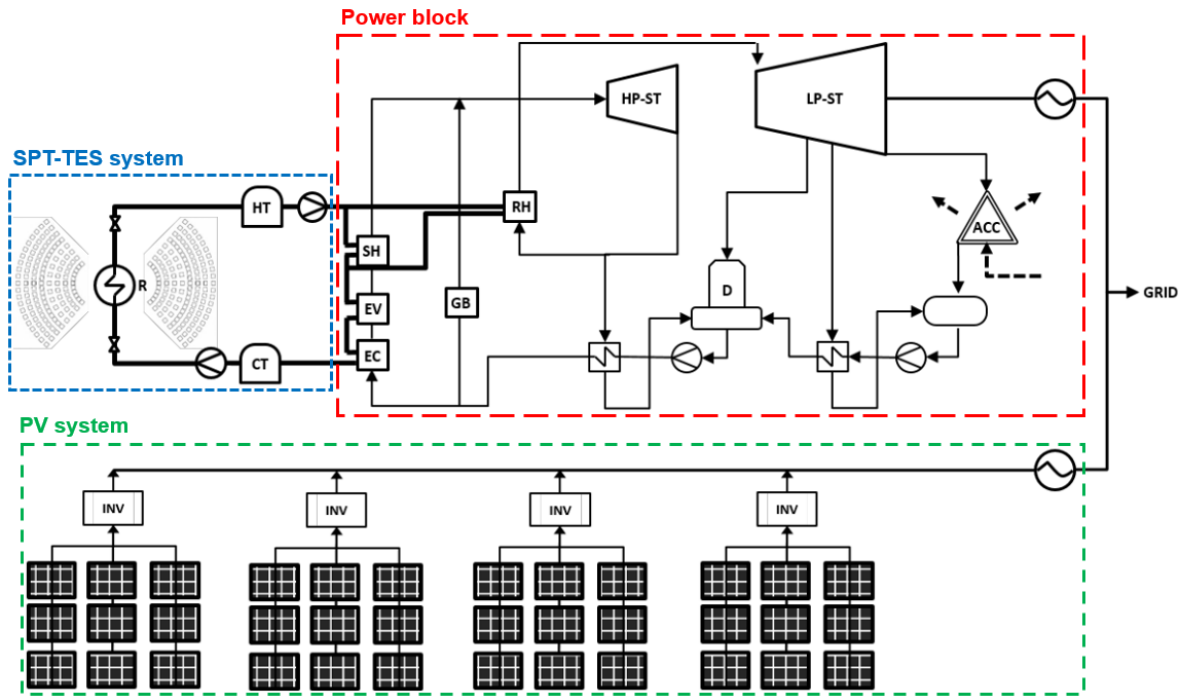 Power block
HP-ST
LP-ST
SPT-TES system
HT
RH
R
SH
ACC
GB
EV
D
GRID
EC
CT
PV system
INV
INV
INV
INV